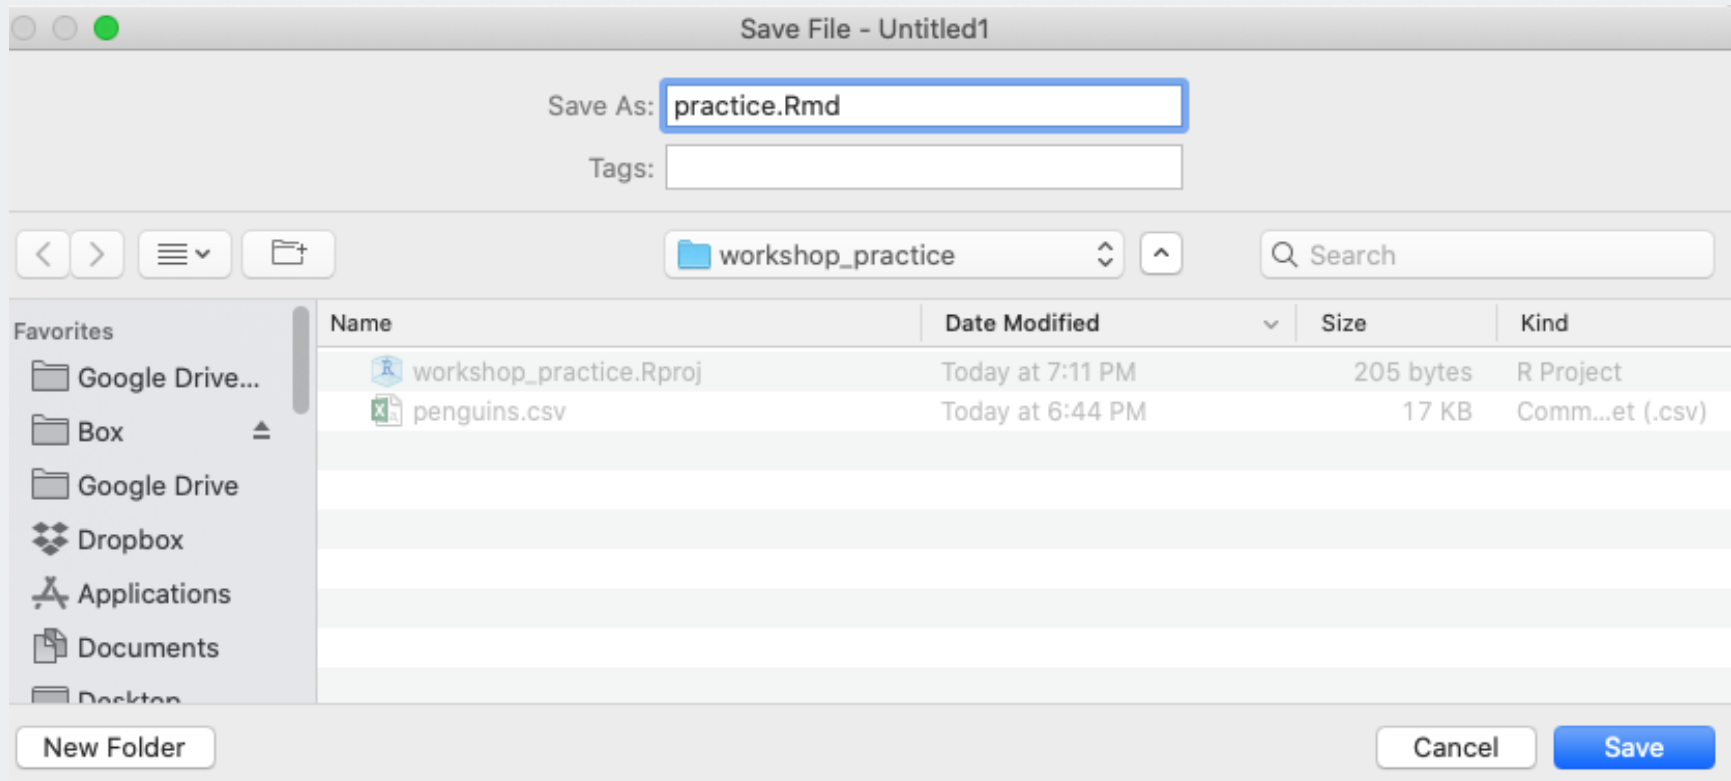 Save File - Untitled1
Save As: practice.Rmd
Tags:
workshop_practice
Search
Favorites
Google Drive...
Box
Google Drive
Dropbox
Applications
Documents
Desktop
Name Date Modified Size Kind
workshop_practice.Rproj Today at 7:11 PM 205 bytes R Project
penguins.csv Today at 6:44 PM 17 KB Comm...et (.csv)
New Folder Cancel Save